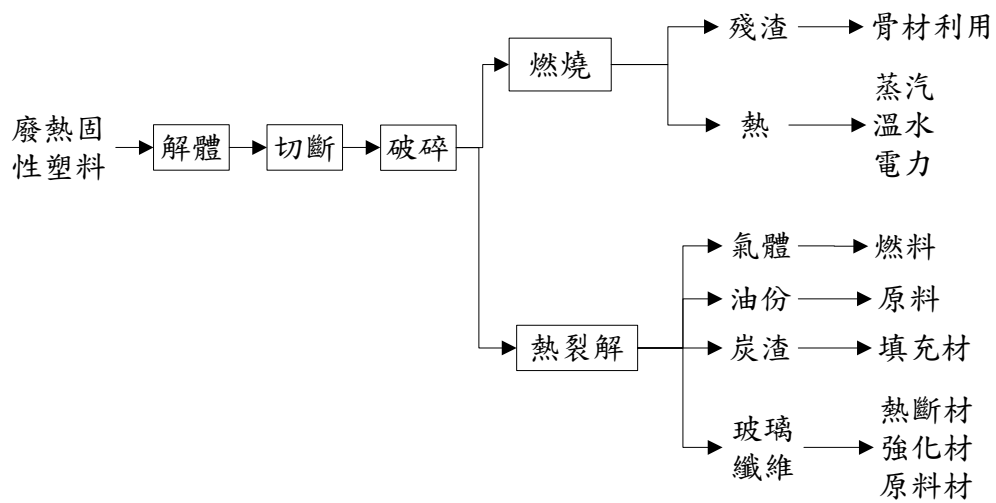 廢熱固
性塑料
解體
切斷
破碎
燃燒
殘渣
骨材利用
熱
蒸汽
溫水
電力
熱裂解
氣體
燃料
油份
原料
炭渣
填充材
玻璃
纖維
熱斷材
強化材
原料材